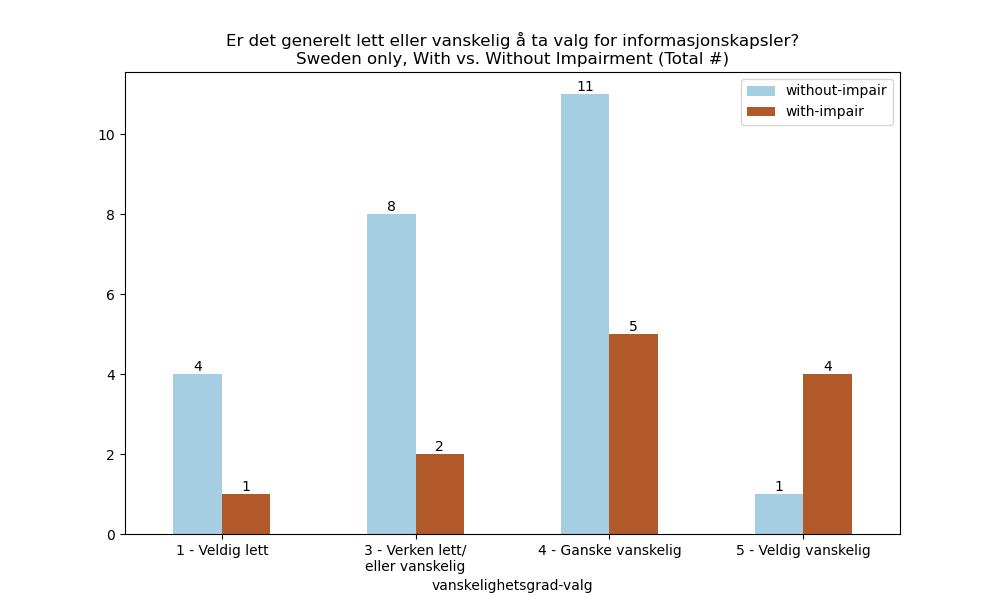 Er det generelt lett eller vanskelig å ta valg for informasjonskapsler?
Sweden only, With vs. Without Impairment (Total #)
without-impair
with-impair
10
8
6
4
2
0
4
1
8
2
11
5
1
4
1 - Veldig lett
3 - Verken lett/
eller vanskelig
4 - Ganske vanskelig
5 - Veldig vanskelig
vanskelighetsgrad-valg